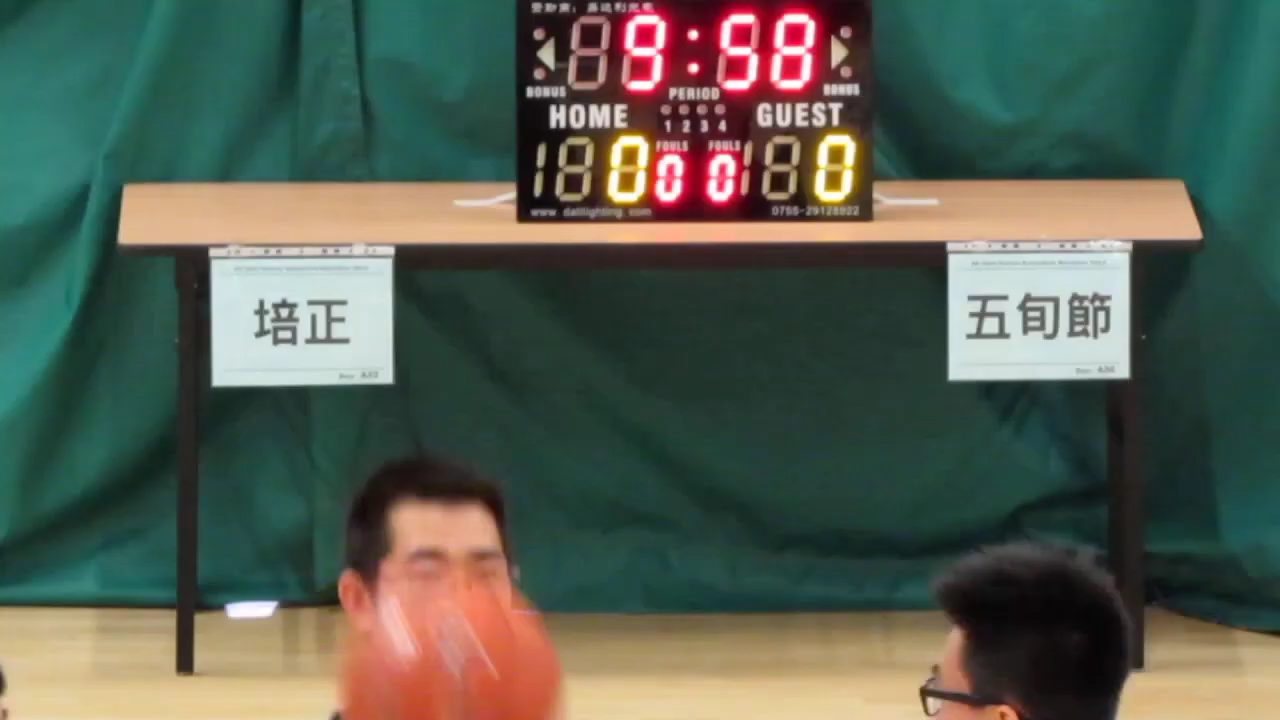 9:58
BONUS PERIOD BONUS
HOME GUEST
1 2 3 4
FOULS FOULS
0 0 0 0
www.dalilighting.com 0755-29128922
培正 五旬節